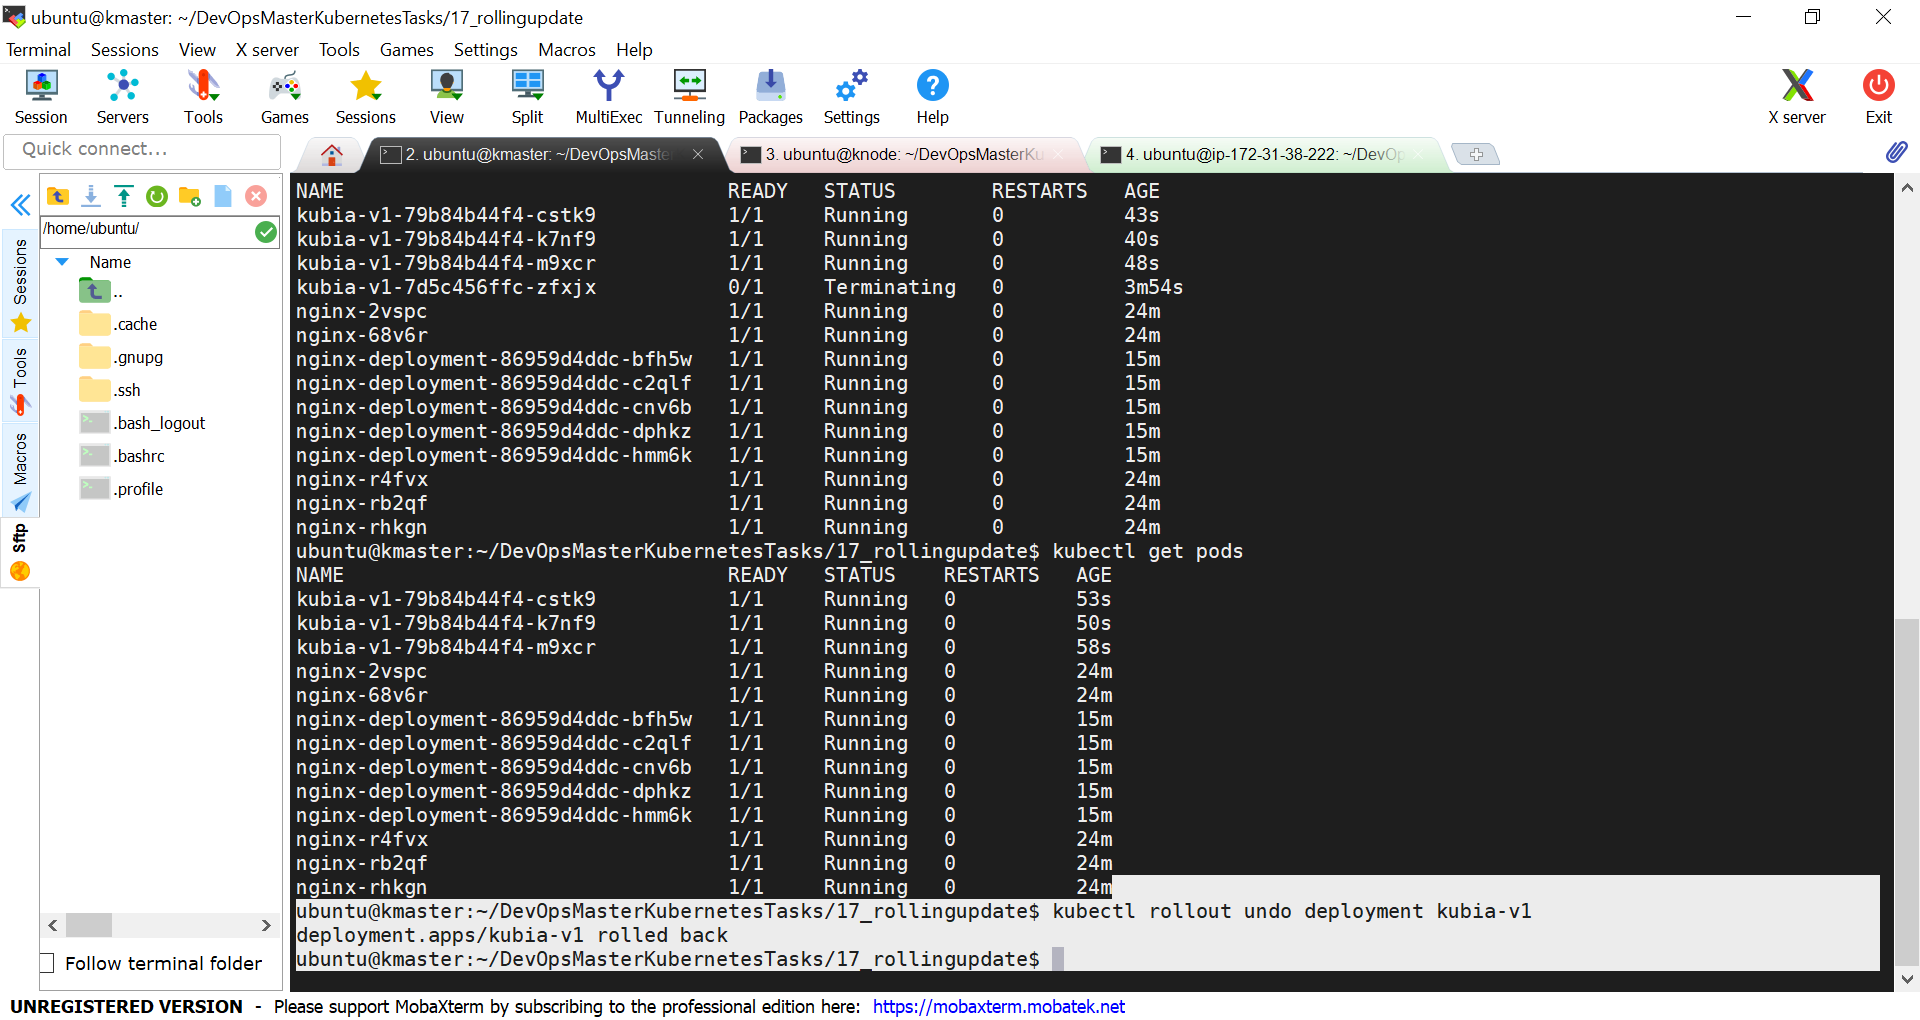 ubuntu@kmaster: ~/DevOpsMasterKubernetesTasks/17_rollingupdate
Terminal Sessions View X server Tools Games Settings Macros Help
Session Servers Tools Games Sessions View Split MultiExec Tunneling Packages Settings Help X server Exit
Quick connect...
2. ubuntu@kmaster: ~/DevOpsMaste
3. ubuntu@knode: ~/DevOpsMasterKu
4. ubuntu@ip-172-31-38-222: ~/DevOp
Sessions
Tools
Macros
Sftp
/home/ubuntu/
Name
..
.cache
.gnupg
.ssh
.bash_logout
.bashrc
.profile
Follow terminal folder
NAME READY STATUS RESTARTS AGE
kubia-v1-79b84b44f4-cstk9 1/1 Running 0 43s
kubia-v1-79b84b44f4-k7nf9 1/1 Running 0 40s
kubia-v1-79b84b44f4-m9xcr 1/1 Running 0 48s
kubia-v1-7d5c456ffc-zfxjx 0/1 Terminating 0 3m54s
nginx-2vspc 1/1 Running 0 24m
nginx-68v6r 1/1 Running 0 24m
nginx-deployment-86959d4ddc-bfh5w 1/1 Running 0 15m
nginx-deployment-86959d4ddc-c2qlf 1/1 Running 0 15m
nginx-deployment-86959d4ddc-cnv6b 1/1 Running 0 15m
nginx-deployment-86959d4ddc-dphkz 1/1 Running 0 15m
nginx-deployment-86959d4ddc-hmm6k 1/1 Running 0 15m
nginx-r4fvx 1/1 Running 0 24m
nginx-rb2qf 1/1 Running 0 24m
nginx-rhkgn 1/1 Running 0 24m
ubuntu@kmaster:~/DevOpsMasterKubernetesTasks/17_rollingupdate$ kubectl get pods
NAME READY STATUS RESTARTS AGE
kubia-v1-79b84b44f4-cstk9 1/1 Running 0 53s
kubia-v1-79b84b44f4-k7nf9 1/1 Running 0 50s
kubia-v1-79b84b44f4-m9xcr 1/1 Running 0 58s
nginx-2vspc 1/1 Running 0 24m
nginx-68v6r 1/1 Running 0 24m
nginx-deployment-86959d4ddc-bfh5w 1/1 Running 0 15m
nginx-deployment-86959d4ddc-c2qlf 1/1 Running 0 15m
nginx-deployment-86959d4ddc-cnv6b 1/1 Running 0 15m
nginx-deployment-86959d4ddc-dphkz 1/1 Running 0 15m
nginx-deployment-86959d4ddc-hmm6k 1/1 Running 0 15m
nginx-r4fvx 1/1 Running 0 24m
nginx-rb2qf 1/1 Running 0 24m
nginx-rhkgn 1/1 Running 0 24m
ubuntu@kmaster:~/DevOpsMasterKubernetesTasks/17_rollingupdate$ kubectl rollout undo deployment kubia-v1
deployment.apps/kubia-v1 rolled back
ubuntu@kmaster:~/DevOpsMasterKubernetesTasks/17_rollingupdate$
UNREGISTERED VERSION - Please support MobaXterm by subscribing to the professional edition here: https://mobaxterm.mobatek.net